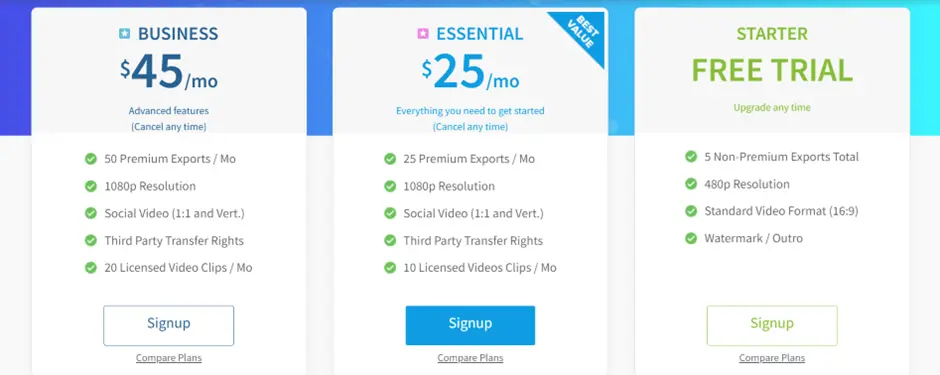 BUSINESS
$45/mo
Advanced features
(Cancel any time)
50 Premium Exports / Mo
1080p Resolution
Social Video (1:1 and Vert.)
Third Party Transfer Rights
20 Licensed Video Clips / Mo
Signup
Compare Plans
BEST VALUE
ESSENTIAL
$25/mo
Everything you need to get started
(Cancel any time)
25 Premium Exports / Mo
1080p Resolution
Social Video (1:1 and Vert.)
Third Party Transfer Rights
10 Licensed Videos Clips / Mo
Signup
Compare Plans
STARTER
FREE TRIAL
Upgrade any time
5 Non-Premium Exports Total
480p Resolution
Standard Video Format (16:9)
Watermark / Outro
Signup
Compare Plans